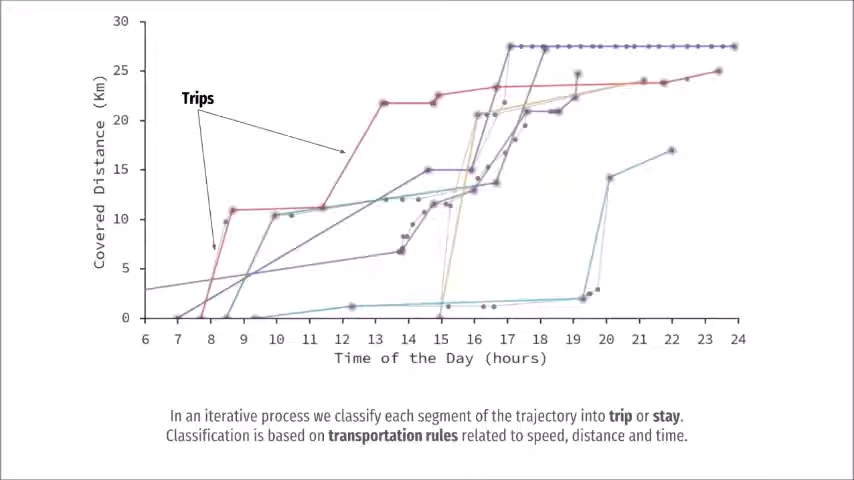 30
25
20
15
10
5
0
Covered Distance (Km)
Trips
6 7 8 9 10 11 12 13 14 15 16 17 18 19 20 21 22 23 24
Time of the Day (hours)
In an iterative process we classify each segment of the trajectory into trip or stay.
Classification is based on transportation rules related to speed, distance and time.